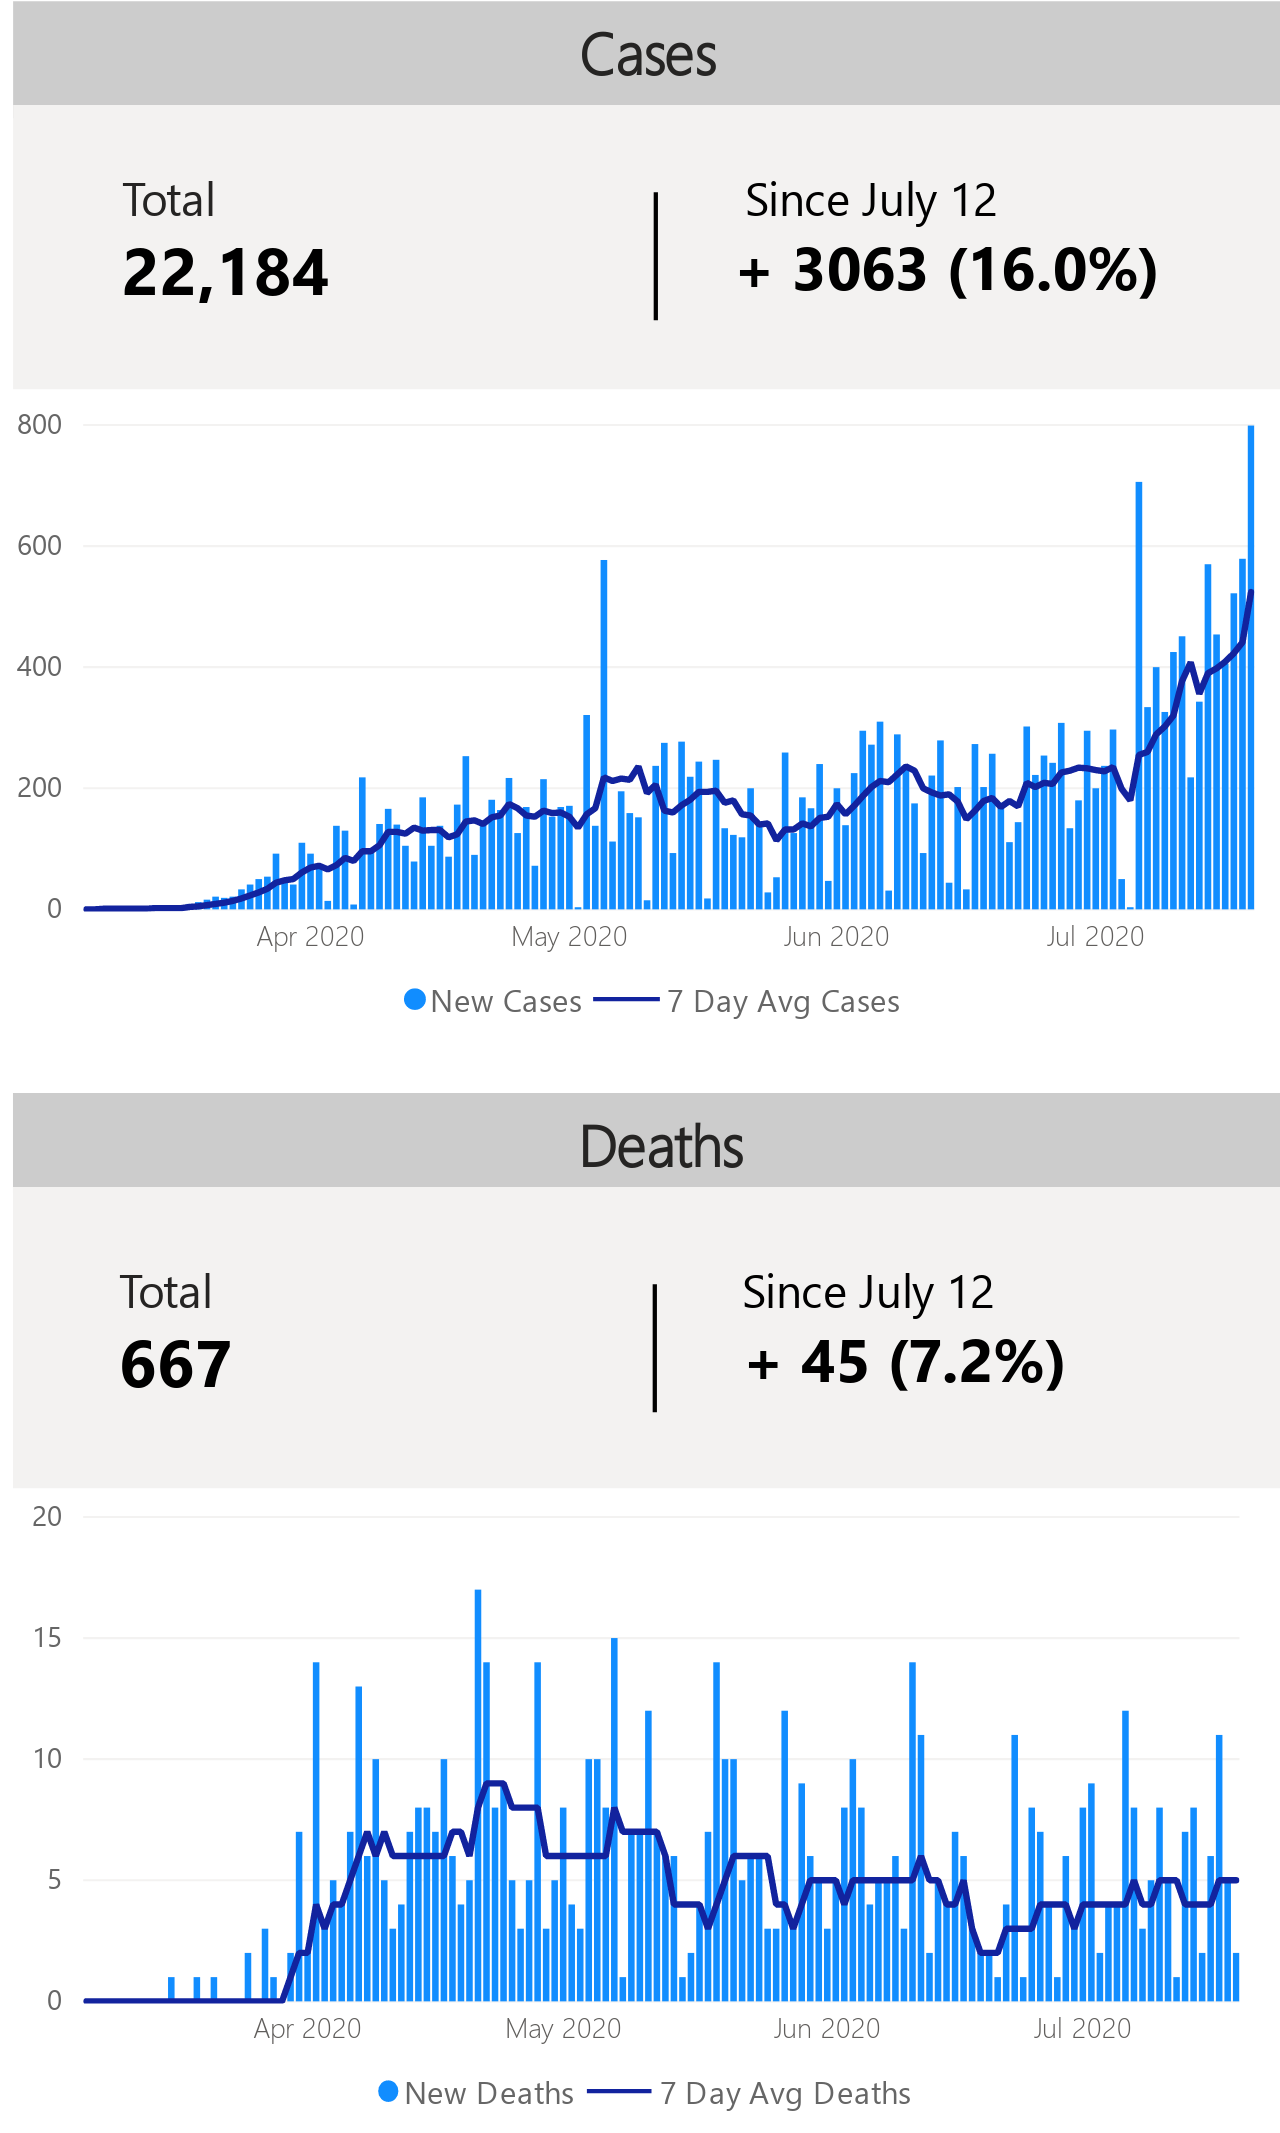 Cases
Total
Since July 12
22,184
+ 3063 (16.0%)
800
600
400
200
0
Apr 2020
May 2020
Jun 2020
Jul 2020
New Cases
7 Day Avg Cases
Deaths
Total
Since July 12
667
+ 45 (7.2%)
20
15
10
5
0
Apr 2020
May 2020
Jun 2020
Jul 2020
New Deaths
7 Day Avg Deaths